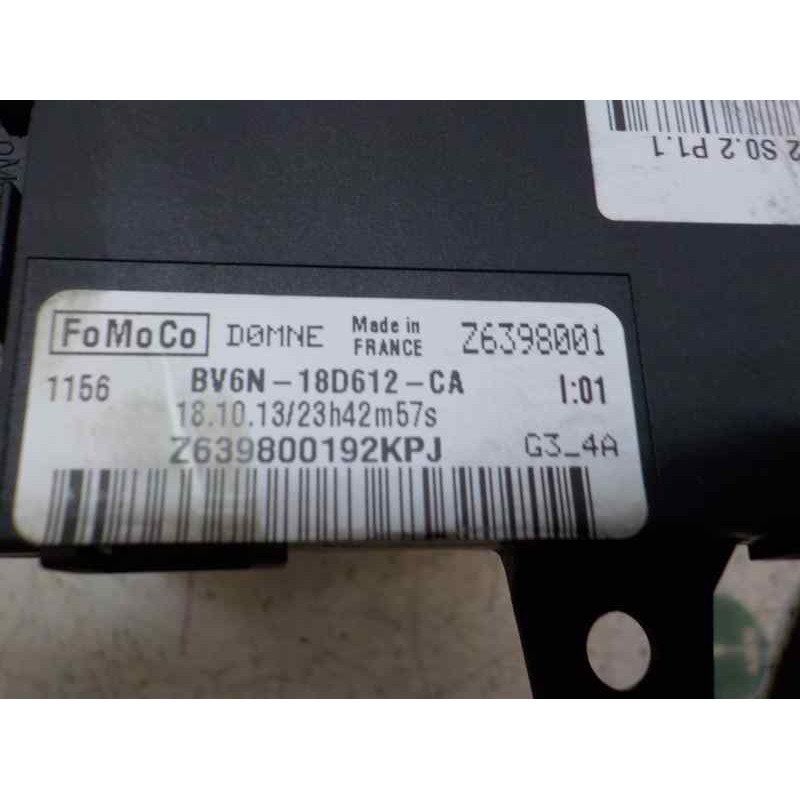 2 S0.2 P1.1
FoMoCo DØMNE Made in FRANCE Z6398001
1156 BV6N-18D612-CA I:01
18.10.13/23h42m57s
Z639800192KPJ G3_4A